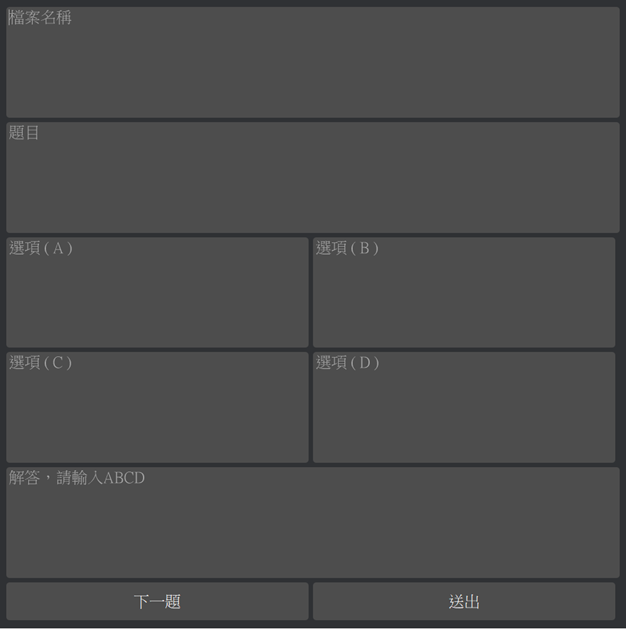 檔案名稱
題目
選項 ( A )
選項 ( B )
選項 ( C )
選項 ( D )
解答，請輸入ABCD
下一題
送出